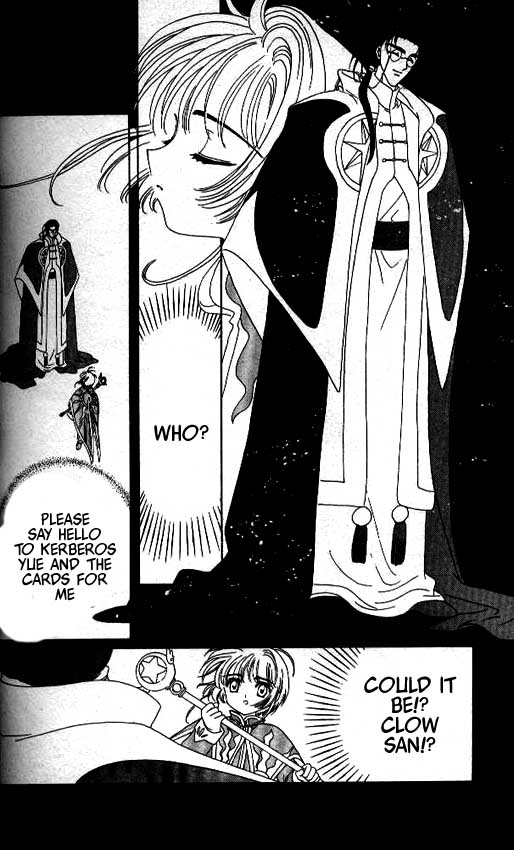 WHO?
PLEASE
SAY HELLO
TO KERBEROS
YUE AND THE
CARDS FOR
ME
COULD IT
BE!?
CLOW
SAN!?